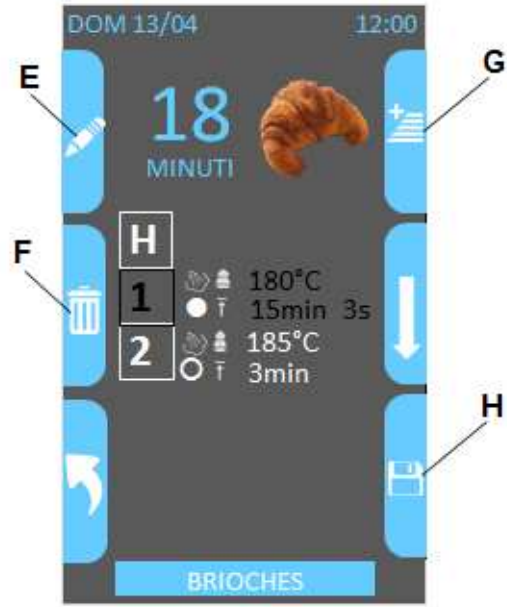 DOM 13/04 12:00
E
G
18
MINUTI
F
H
180°C
1
15min 3s
185°C
2
3min
H
BRIOCHES